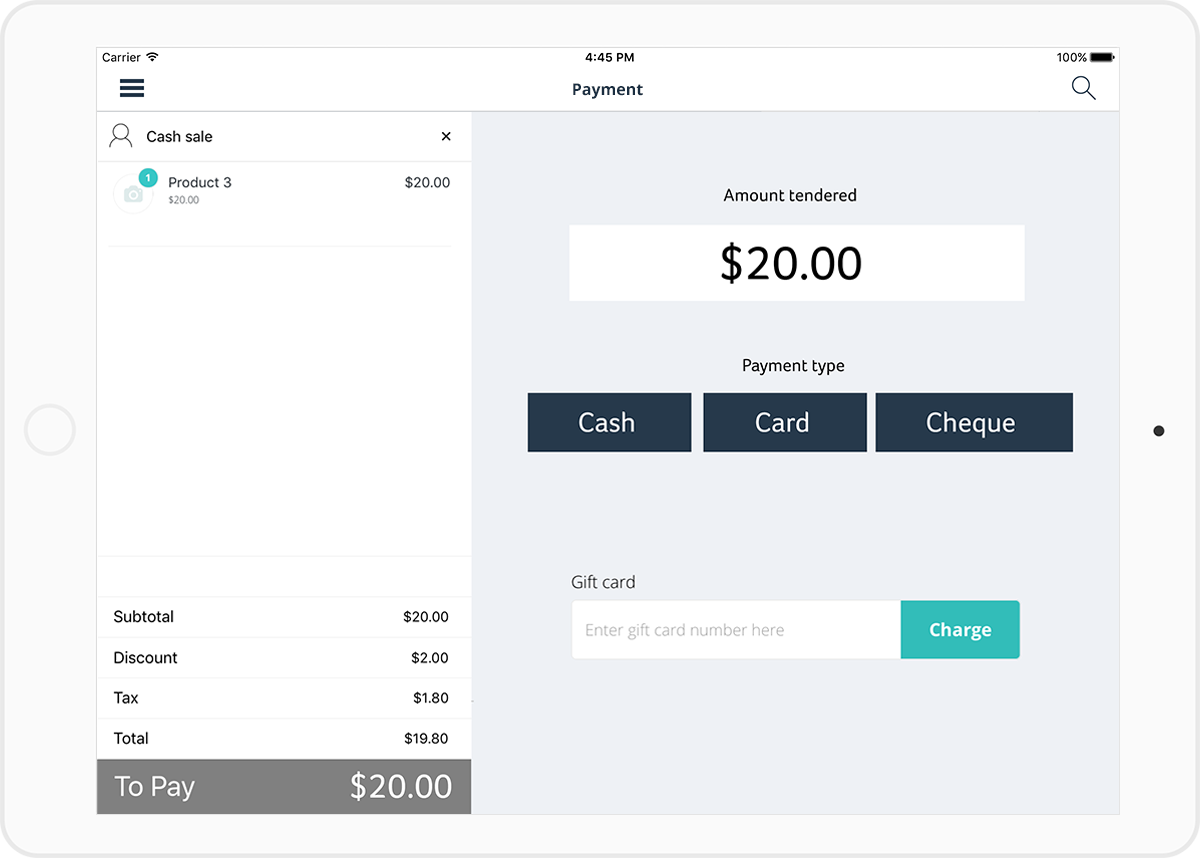 Carrier 4:45 PM 100%
Payment
Cash sale ×
1
Product 3 $20.00
$20.00
Subtotal $20.00
Discount $2.00
Tax $1.80
Total $19.80
To Pay $20.00
Amount tendered
$20.00
Payment type
Cash Card Cheque
Gift card
Enter gift card number here Charge